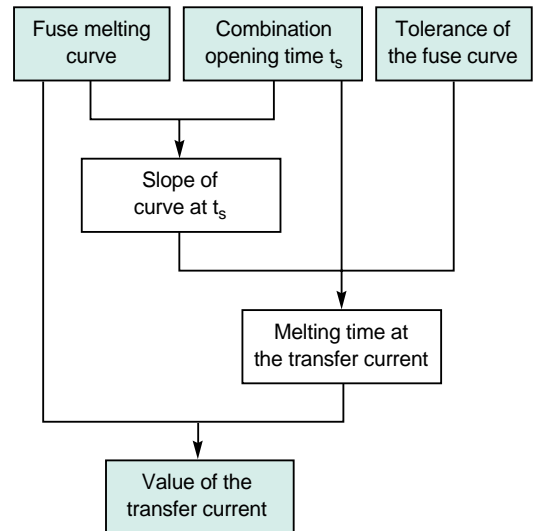 Fuse melting
curve
Combination
opening time ts
Tolerance of
the fuse curve
Slope of
curve at ts
Melting time at
the transfer current
Value of the
transfer current